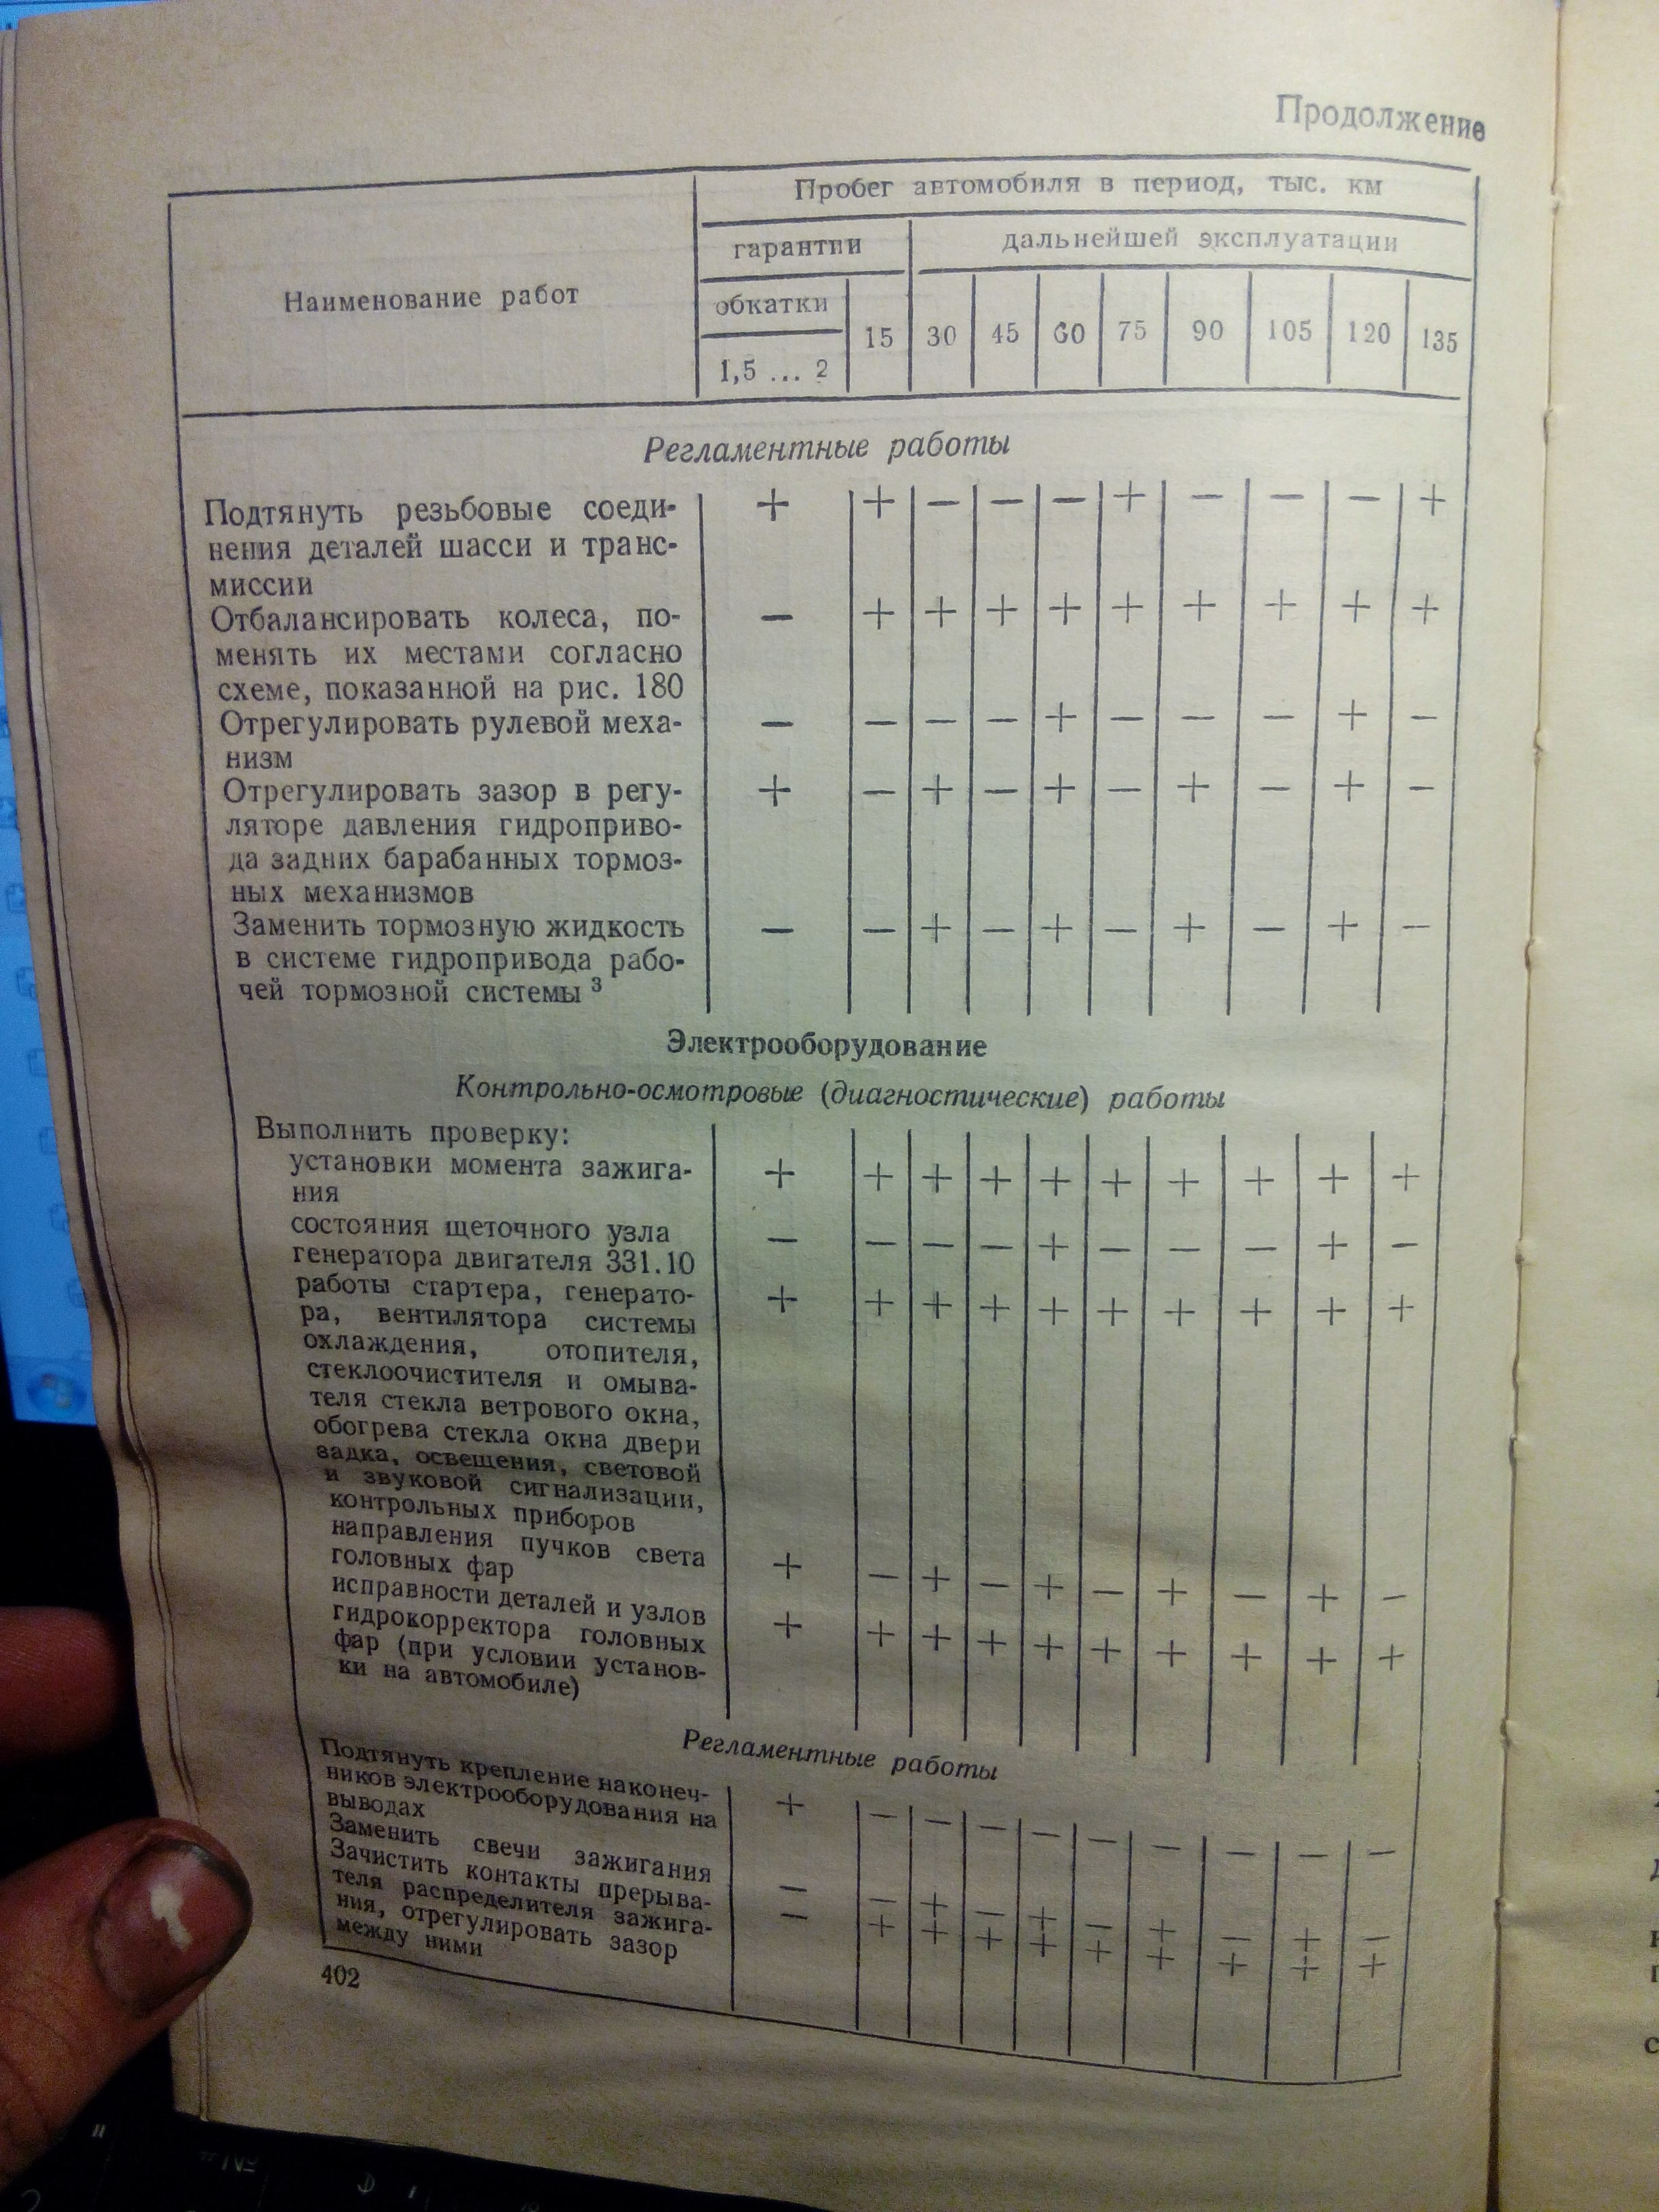 Продолжение
Наименование работ
Пробег автомобиля в период, тыс. км
гарантии
дальнейшей эксплуатации
обкатки
1,5 ... 2
15 30 45 60 75 90 105 120 135
Регламентные работы
Подтянуть резьбовые соеди- + + — — — + — — — +
нения деталей шасси и транс-
миссии
Отбалансировать колеса, по- — + + + + + + + + +
менять их местами согласно
схеме, показанной на рис. 180
Отрегулировать рулевой меха- — — — — + — — — + —
низм
Отрегулировать зазор в регу- + — + — + — + — + —
ляторе давления гидроприво-
да задних барабанных тормоз-
ных механизмов
Заменить тормозную жидкость — — + — + — + — + —
в системе гидропривода рабо-
чей тормозной системы 3
Электрооборудование
Контрольно-осмотровые (диагностические) работы
Выполнить проверку:
установки момента зажига- + + + + + + + + + +
ния
состояния щеточного узла — — — — + — — — + —
генератора двигателя 331.10
работы стартера, генерато- + + + + + + + + + +
ра, вентилятора системы
охлаждения, отопителя,
стеклоочистителя и омыва-
теля стекла ветрового окна,
обогрева стекла окна двери
задка, освещения, световой
и звуковой сигнализации,
контрольных приборов
направления пучков света + — + — + — + — + —
головных фар
исправности деталей и узлов + + + + + + + + + +
гидрокорректора головных
фар (при условии установ-
ки на автомобиле)
Регламентные работы
Подтянуть крепление наконеч- + — — — — — — — — —
ников электрооборудования на
выводах
Заменить свечи зажигания — — + — + — + — + —
Зачистить контакты прерыва- — + + + + + + + + +
теля распределителя зажига-
ния, отрегулировать зазор
между ними
402